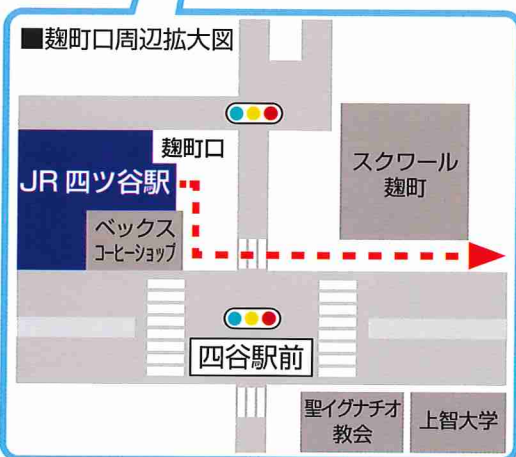 ■麹町口周辺拡大図
麹町口
JR 四ツ谷駅
ベックス
コーヒーショップ
スクワール
麹町
四谷駅前
聖イグナチオ
教会
上智大学